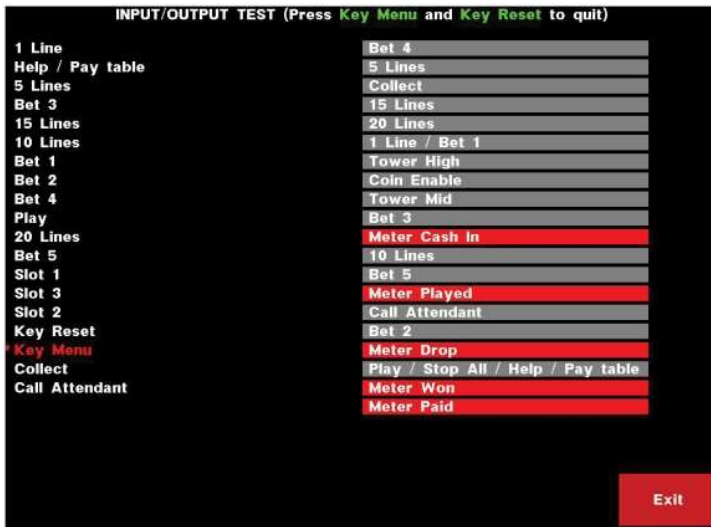 INPUT/OUTPUT TEST (Press Key Menu and Key Reset to quit)
1 Line
Help / Pay table
5 Lines
Bet 3
15 Lines
10 Lines
Bet 1
Bet 2
Bet 4
Play
20 Lines
Bet 5
Slot 1
Slot 3
Slot 2
Key Reset
* Key Menu
Collect
Call Attendant
Bet 4
5 Lines
Collect
15 Lines
20 Lines
1 Line / Bet 1
Tower High
Coin Enable
Tower Mid
Bet 3
Meter Cash In
10 Lines
Bet 5
Meter Played
Call Attendant
Bet 2
Meter Drop
Play / Stop All / Help / Pay table
Meter Won
Meter Paid
Exit